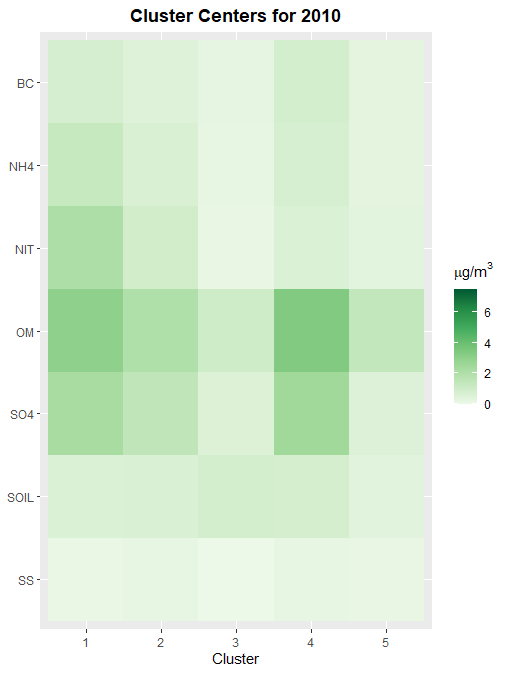 Cluster Centers for 2010
BC
NH4
NIT
OM
SO4
SOIL
SS
1 2 3 4 5
Cluster
μg/m³
6
4
2
0